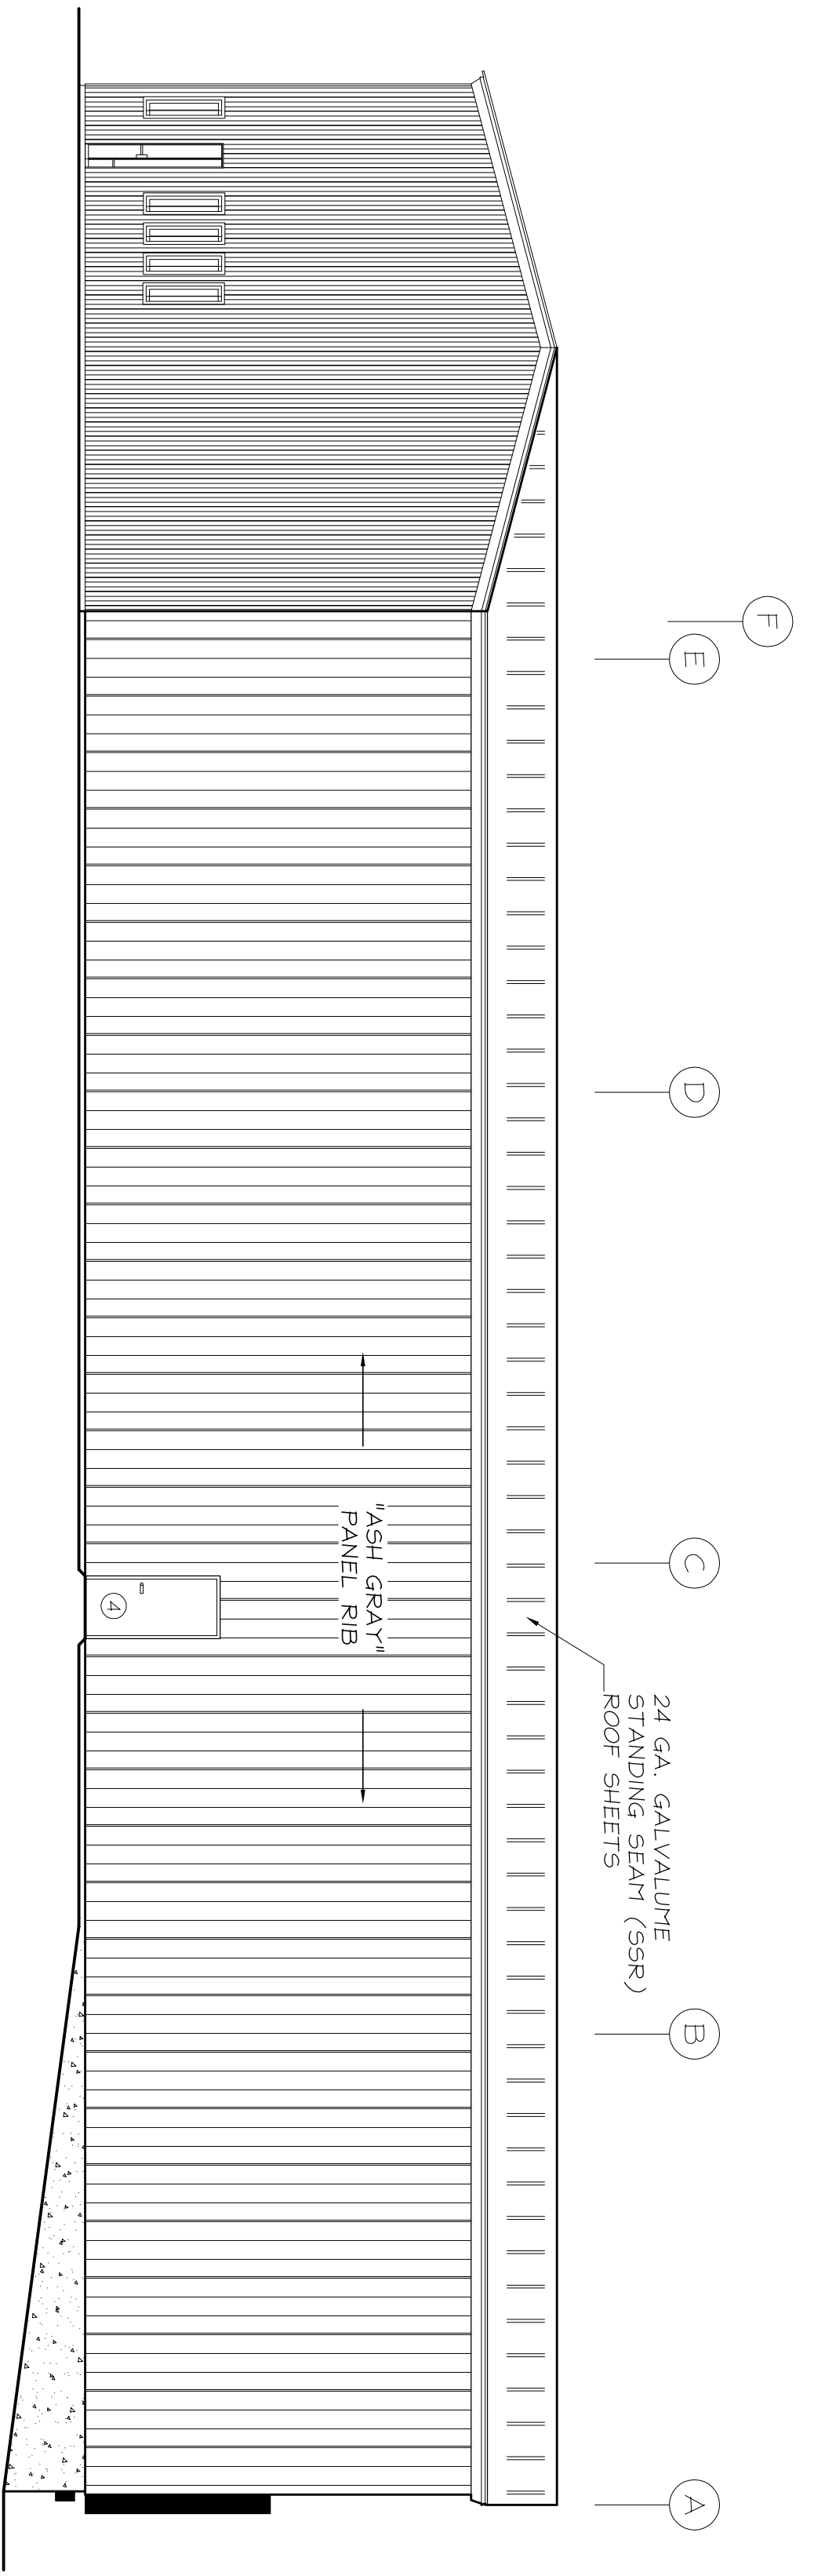 F
E
D
C
B
A
24 GA. GALVALUME
STANDING SEAM (SSR)
ROOF SHEETS
"ASH GRAY"
PANEL RIB
4